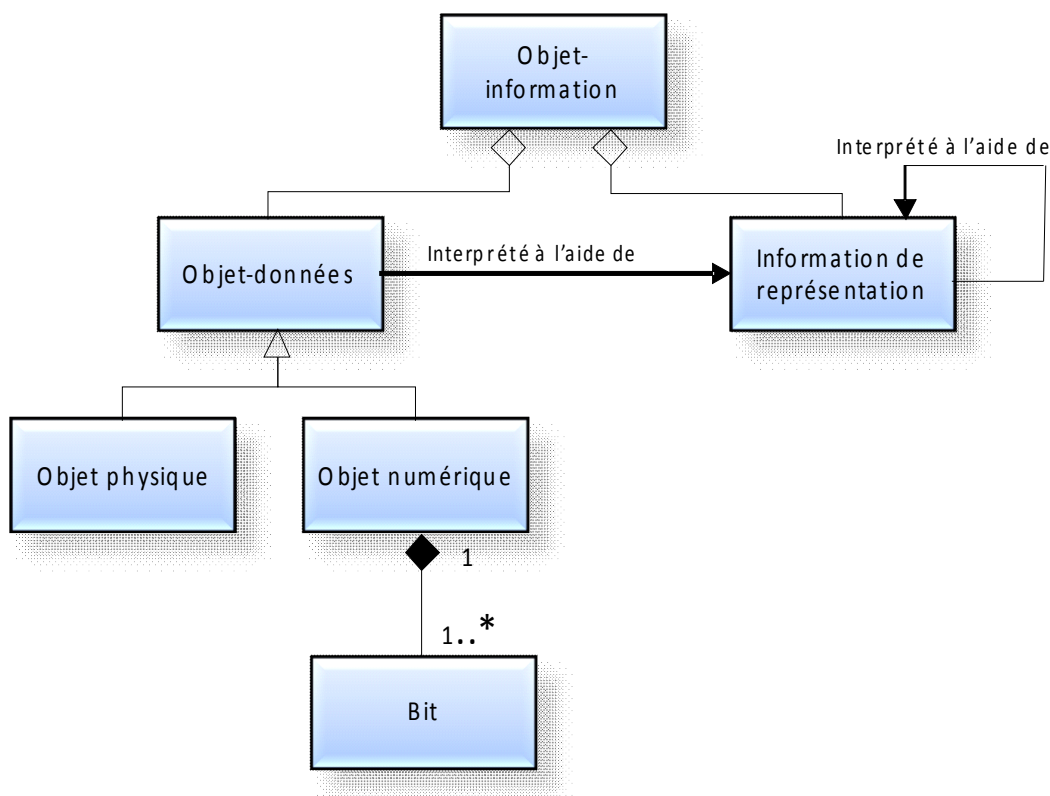 Objet-
information
Interprété à l’aide de
Objet-données
Interprété à l’aide de
Information de
représentation
Objet physique
Objet numérique
1
1..*
Bit